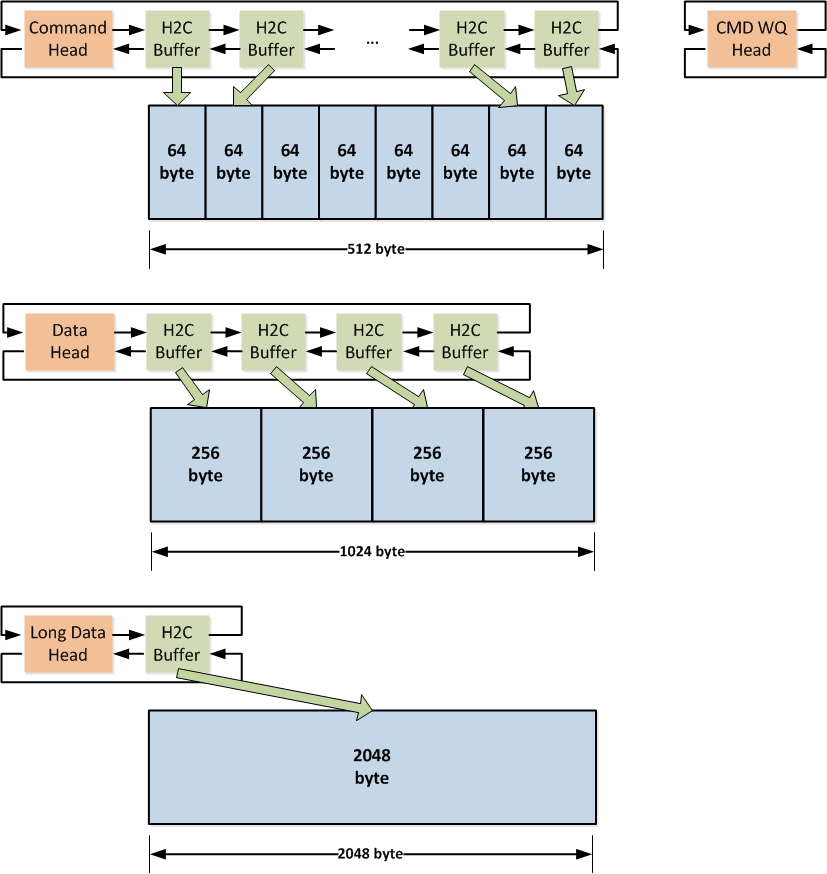 Command
Head
H2C
Buffer
H2C
Buffer
...
H2C
Buffer
H2C
Buffer
CMD WQ
Head
64
byte
64
byte
64
byte
64
byte
64
byte
64
byte
64
byte
64
byte
512 byte
Data
Head
H2C
Buffer
H2C
Buffer
H2C
Buffer
H2C
Buffer
256
byte
256
byte
256
byte
256
byte
1024 byte
Long Data
Head
H2C
Buffer
2048
byte
2048 byte